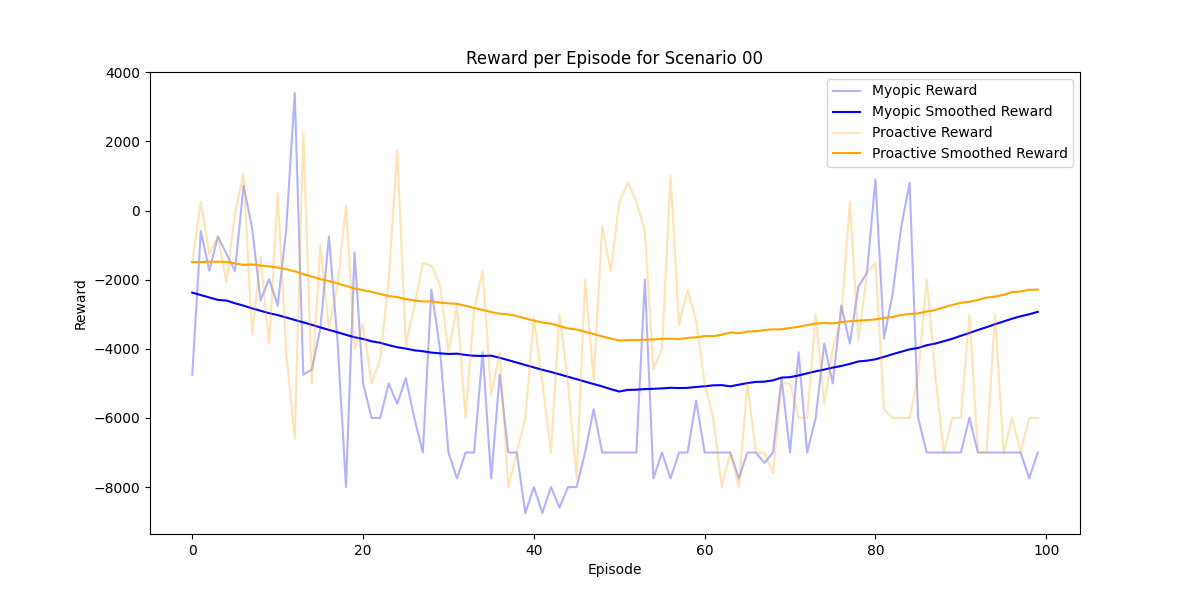 Reward per Episode for Scenario 00
Myopic Reward
Myopic Smoothed Reward
Proactive Reward
Proactive Smoothed Reward
4000
2000
0
−2000
−4000
−6000
−8000
Reward
0 20 40 60 80 100
Episode